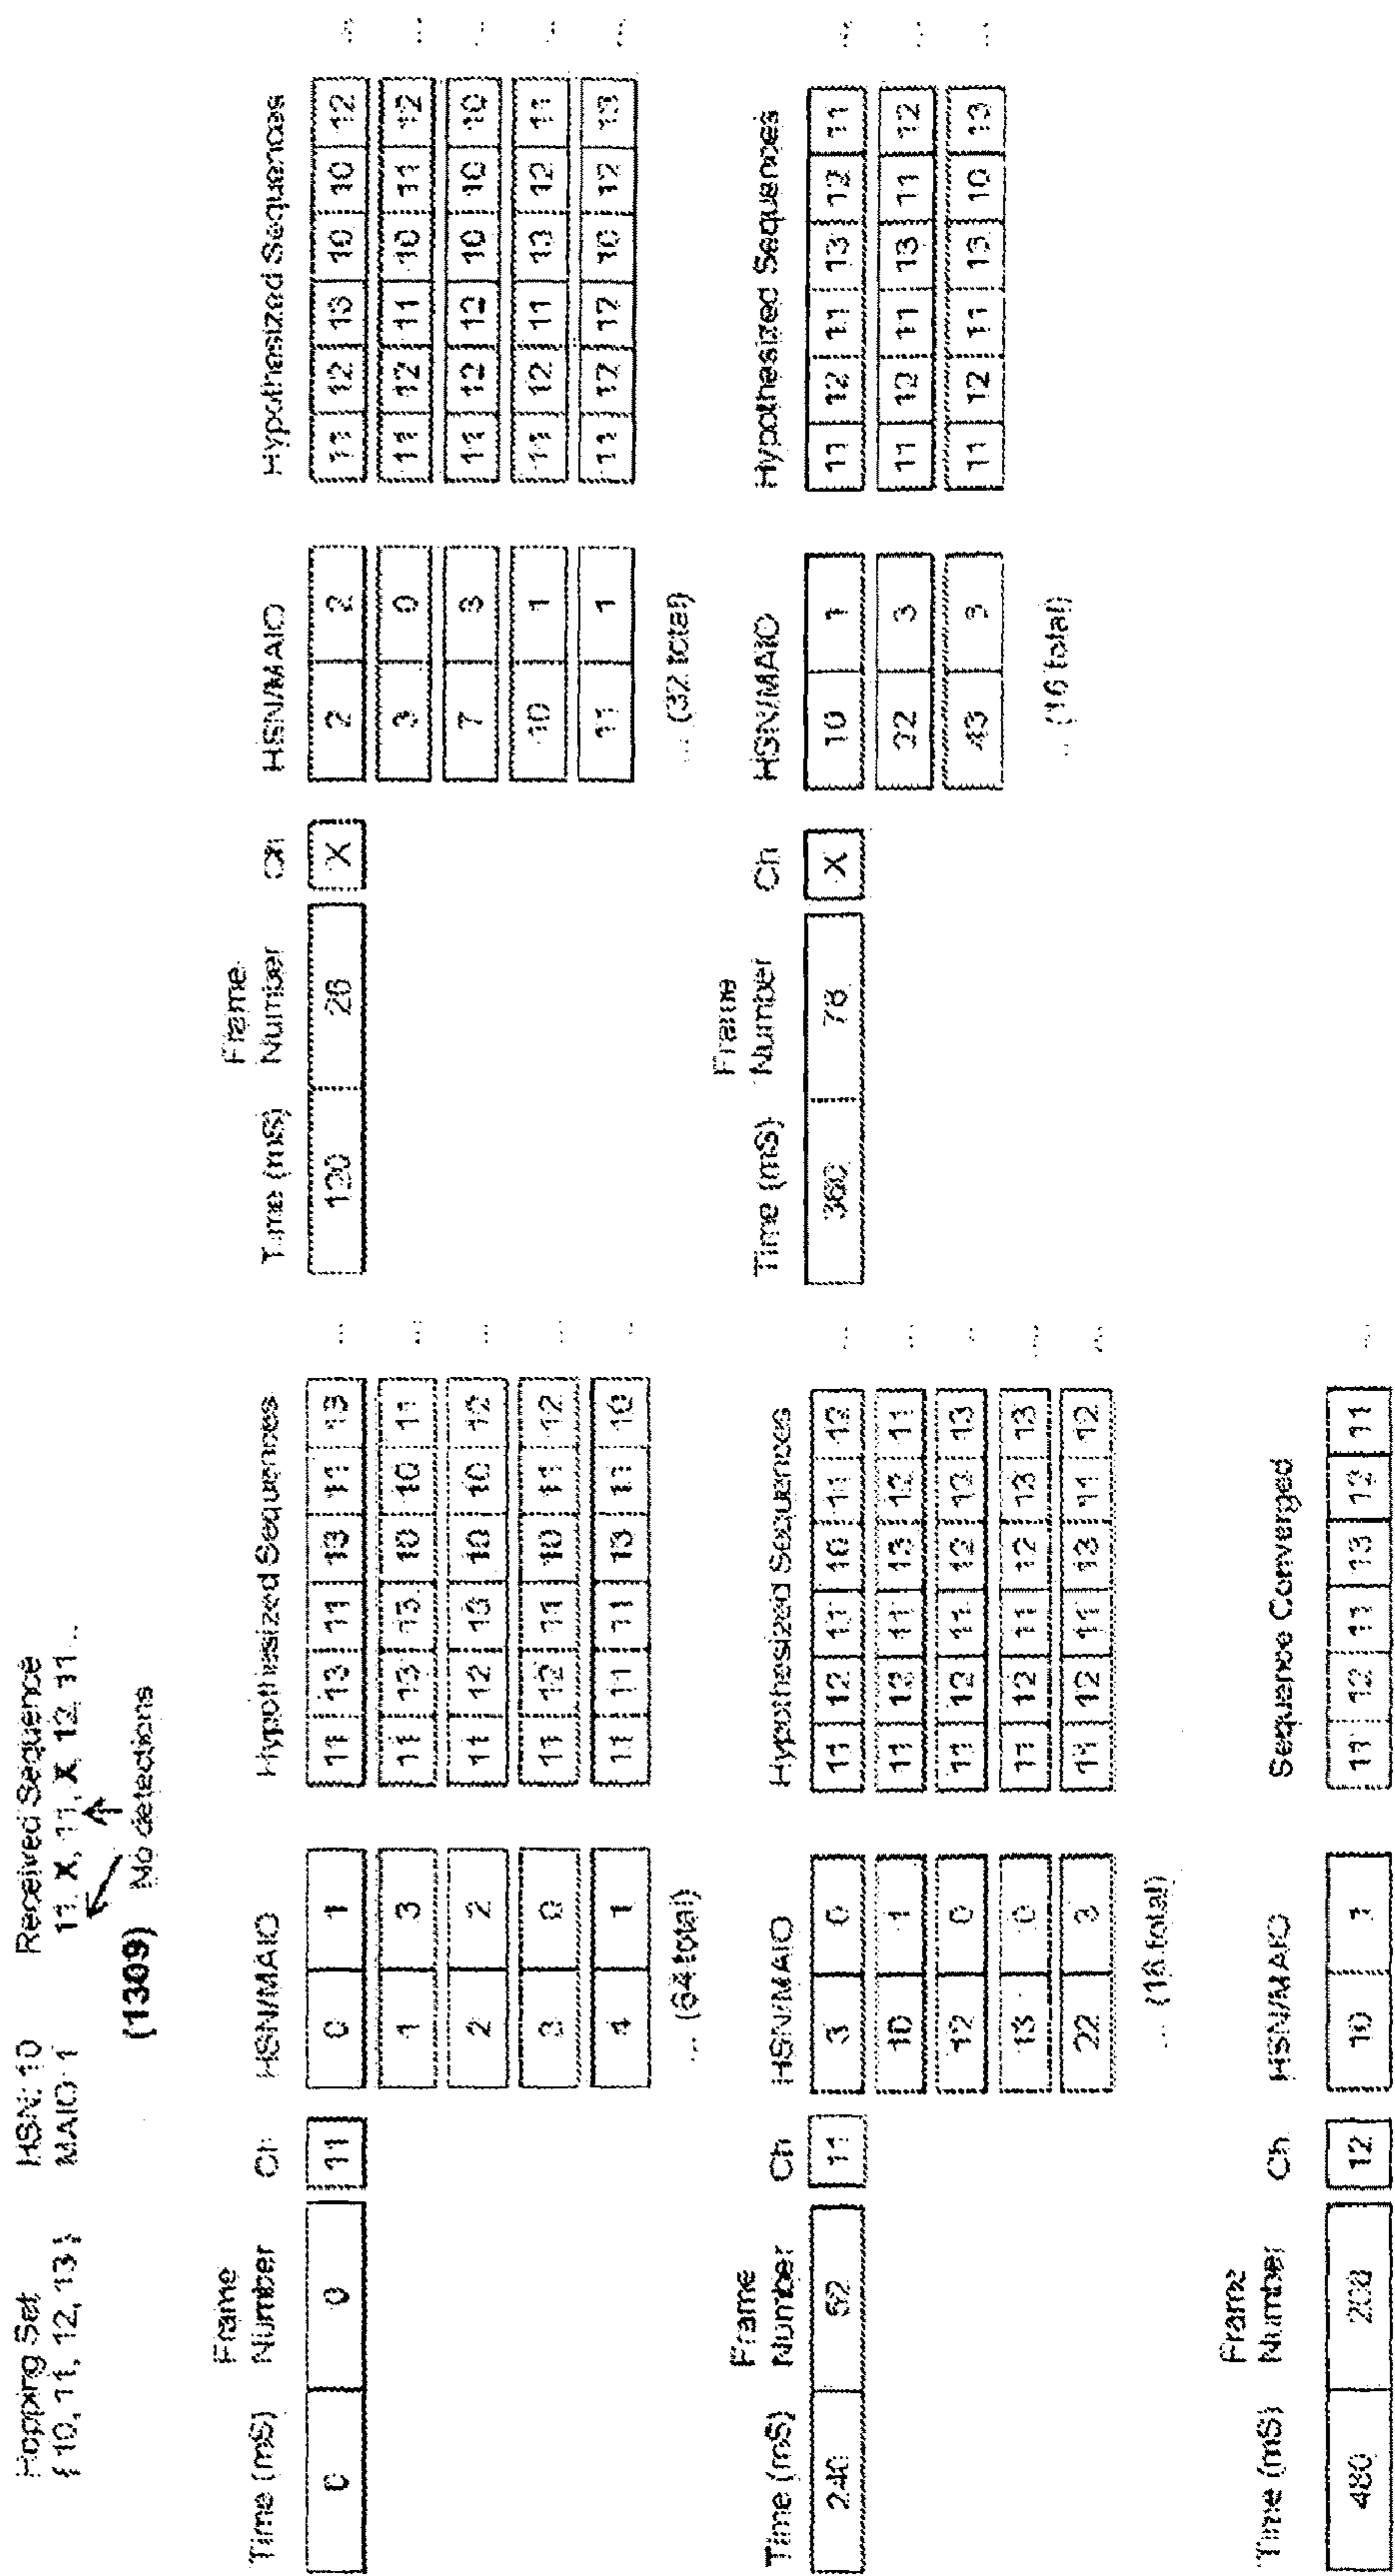 Hopping Set
{ 10, 11, 12, 13 }
HSN: 10
MAIO 1
Received Sequence
11, X, 11, X, 12, 11 ..
(1309) No detections
Time (mS) Frame Number Ch HSN/MAIO Hypothesized Sequences
0 0 11 0 1 11 13 11 13 11 13 ...
1 3 11 13 13 10 10 11 ...
2 2 11 12 13 10 10 12 ...
3 0 11 12 11 10 11 12 ...
4 1 11 11 11 13 11 10
... (64 total)
Time (mS) Frame Number Ch HSN/MAIO Hypothesized Sequences
120 26 X 2 2 11 12 13 10 10 12
3 0 11 12 11 10 11 12 ...
7 3 11 12 12 10 10 10
10 1 11 12 11 13 12 11
11 1 11 12 12 10 12 13
... (32 total)
Time (mS) Frame Number Ch HSN/MAIO Hypothesized Sequences
240 52 11 3 0 11 12 11 10 11 12 ...
10 1 11 12 11 13 12 11 ...
12 0 11 12 11 12 12 13
13 0 11 12 11 12 13 13
22 3 11 12 11 13 11 12
... (16 total)
Time (mS) Frame Number Ch HSN/MAIO Hypothesized Sequences
360 78 X 10 1 11 12 11 13 12 11
22 3 11 12 11 13 11 12 ...
43 3 11 12 11 13 10 13 ...
... (16 total)
Time (mS) Frame Number Ch HSN/MAIO Sequence Converged
480 208 12 10 1 11 12 11 13 12 11